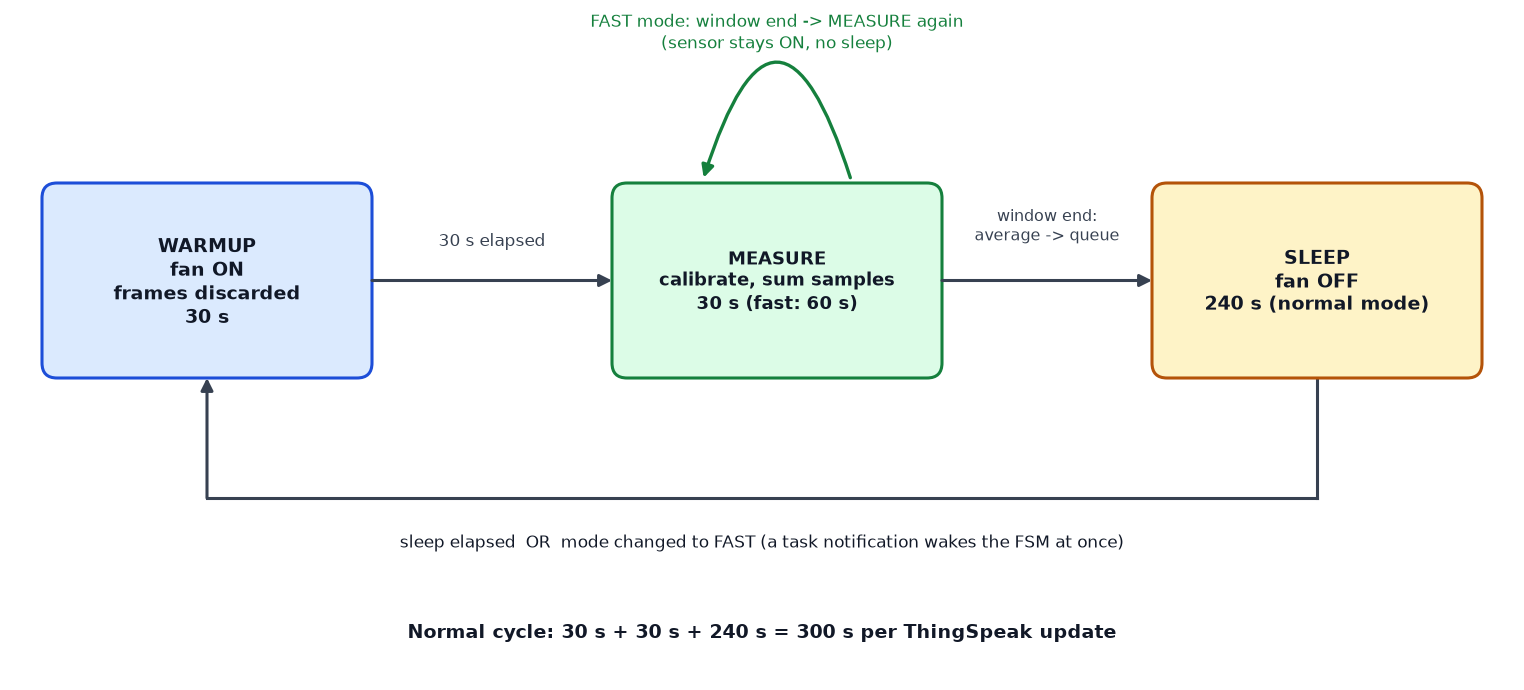 FAST mode: window end -> MEASURE again
(sensor stays ON, no sleep)
WARMUP
fan ON
frames discarded
30 s
30 s elapsed
MEASURE
calibrate, sum samples
30 s (fast: 60 s)
window end:
average -> queue
SLEEP
fan OFF
240 s (normal mode)
sleep elapsed  OR  mode changed to FAST (a task notification wakes the FSM at once)
Normal cycle: 30 s + 30 s + 240 s = 300 s per ThingSpeak update